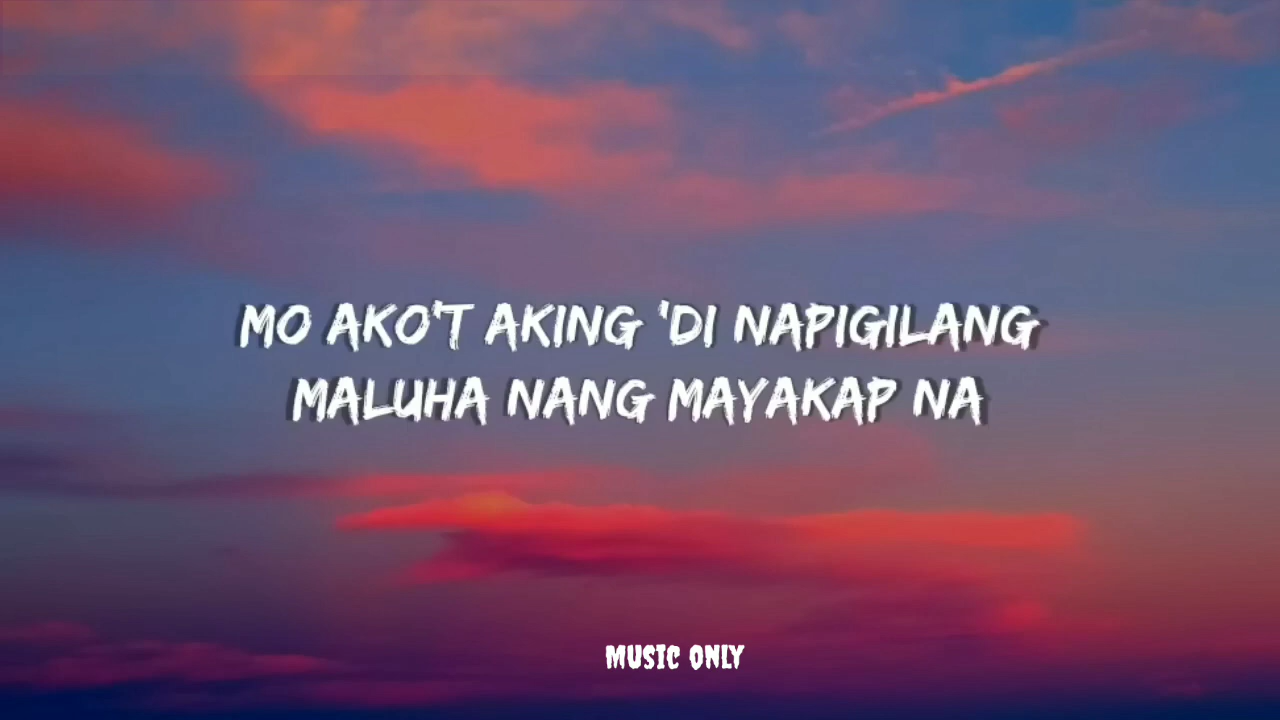 MO AKO'T AKING 'DI NAPIGILANG
MALUHA NANG MAYAKAP NA
MUSIC ONLY